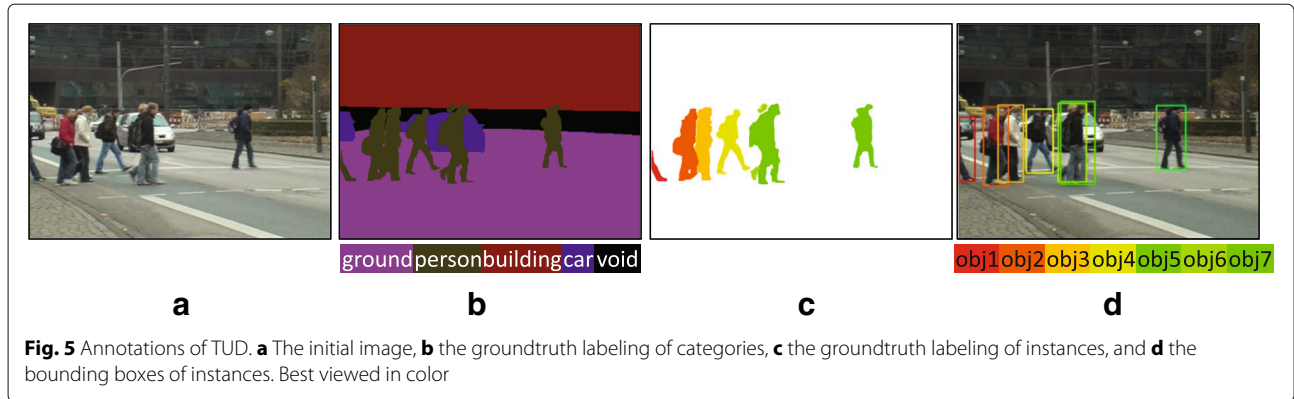 ground person building car void
obj1 obj2 obj3 obj4 obj5 obj6 obj7
a b c d
Fig. 5 Annotations of TUD. a The initial image, b the groundtruth labeling of categories, c the groundtruth labeling of instances, and d the
bounding boxes of instances. Best viewed in color